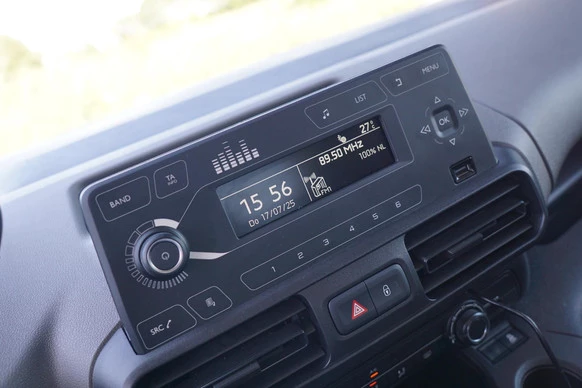 LIST
MENU
OK
BAND
TA
INFO
27°C
89.50 MHz
100% NL
15 56
Do 17/07/25
FM1
1 2 3 4 5 6
SRC